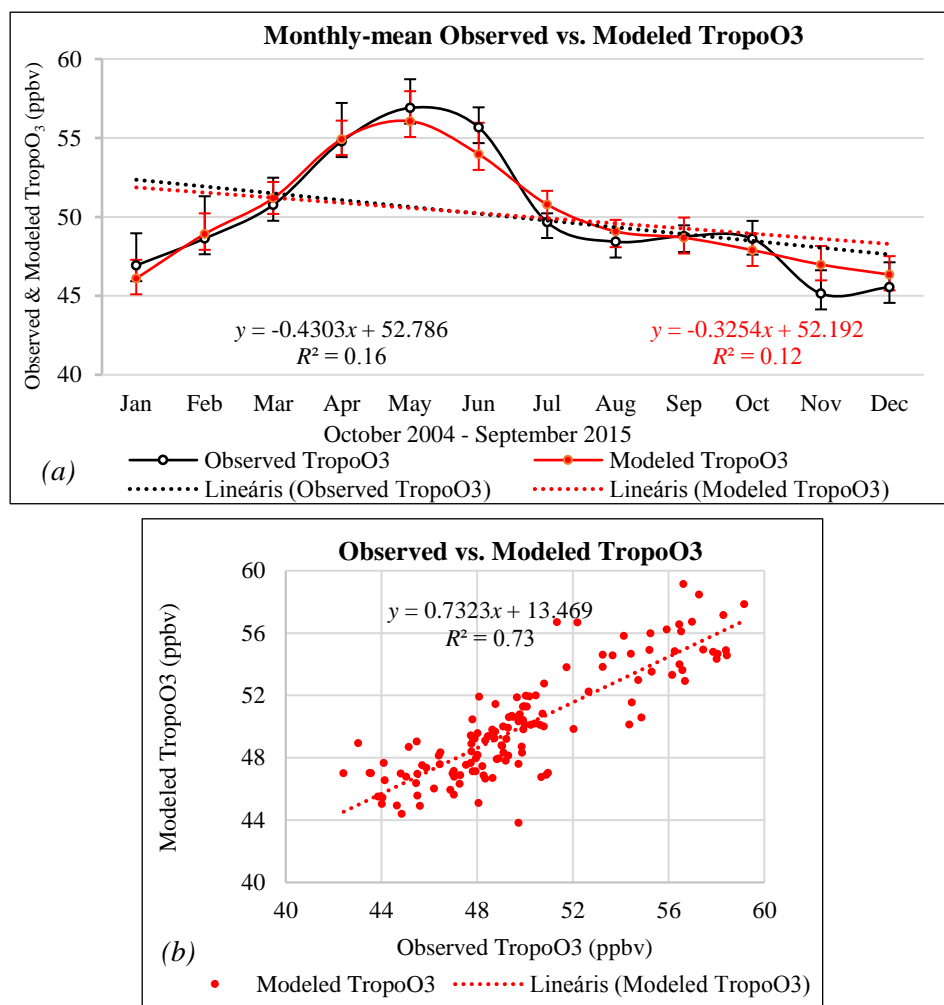 Monthly-mean Observed vs. Modeled TropoO3
Observed & Modeled TropoO₃ (ppbv)
60
55
50
45
40
y = -0.4303x + 52.786
R² = 0.16
y = -0.3254x + 52.192
R² = 0.12
Jan Feb Mar Apr May Jun Jul Aug Sep Oct Nov Dec
October 2004 - September 2015
(a)
Observed TropoO3 Modeled TropoO3
Lineáris (Observed TropoO3) Lineáris (Modeled TropoO3)
Observed vs. Modeled TropoO3
Modeled TropoO3 (ppbv)
60
56
52
48
44
40
y = 0.7323x + 13.469
R² = 0.73
40 44 48 52 56 60
(b)
Observed TropoO3 (ppbv)
Modeled TropoO3 Lineáris (Modeled TropoO3)